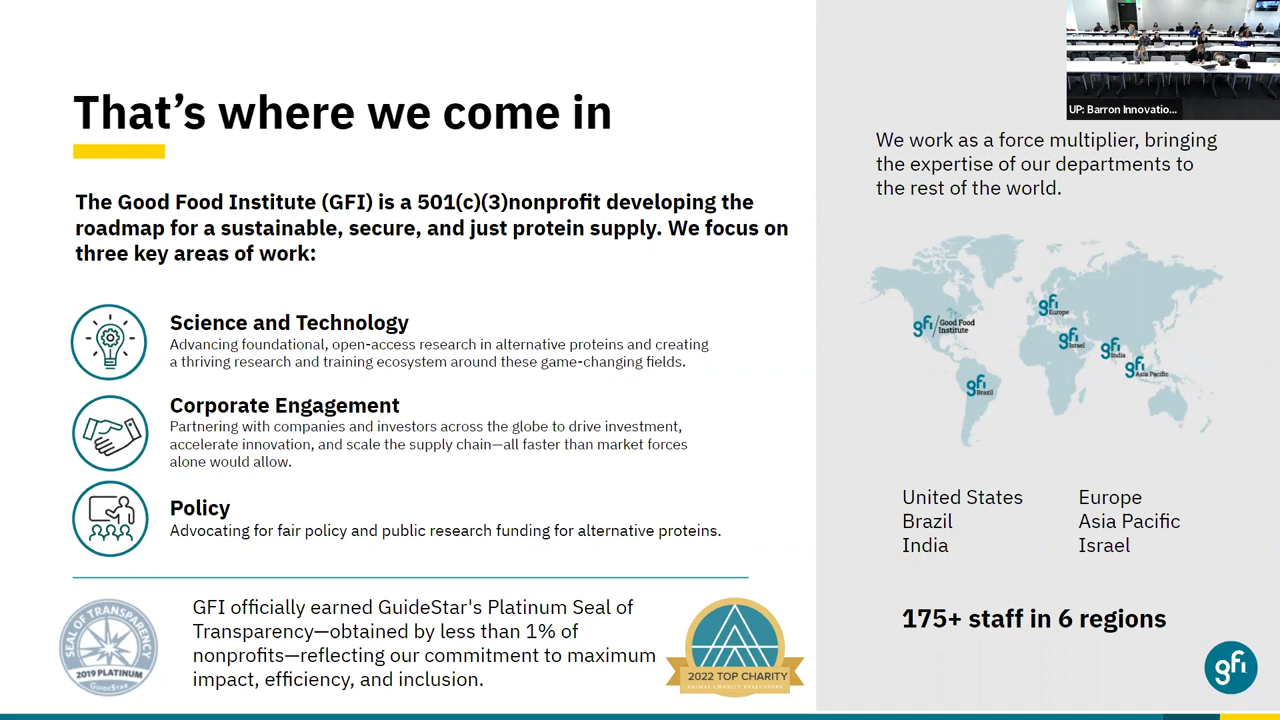 That's where we come in
The Good Food Institute (GFI) is a 501(c)(3)nonprofit developing the
roadmap for a sustainable, secure, and just protein supply. We focus on
three key areas of work:
Science and Technology
Advancing foundational, open-access research in alternative proteins and creating
a thriving research and training ecosystem around these game-changing fields.
Corporate Engagement
Partnering with companies and investors across the globe to drive investment,
accelerate innovation, and scale the supply chain—all faster than market forces
alone would allow.
Policy
Advocating for fair policy and public research funding for alternative proteins.
SEAL OF TRANSPARENCY
2019 PLATINUM
GuideStar
GFI officially earned GuideStar's Platinum Seal of
Transparency—obtained by less than 1% of
nonprofits—reflecting our commitment to maximum
impact, efficiency, and inclusion.
2022 TOP CHARITY
ANIMAL CHARITY EVALUATORS
UP: Barron Innovatio...
We work as a force multiplier, bringing
the expertise of our departments to
the rest of the world.
gfi Europe
gfi / Good Food
Institute
gfi Israel
gfi India
gfi Asia Pacific
gfi Brazil
United States
Brazil
India
Europe
Asia Pacific
Israel
175+ staff in 6 regions
gfi